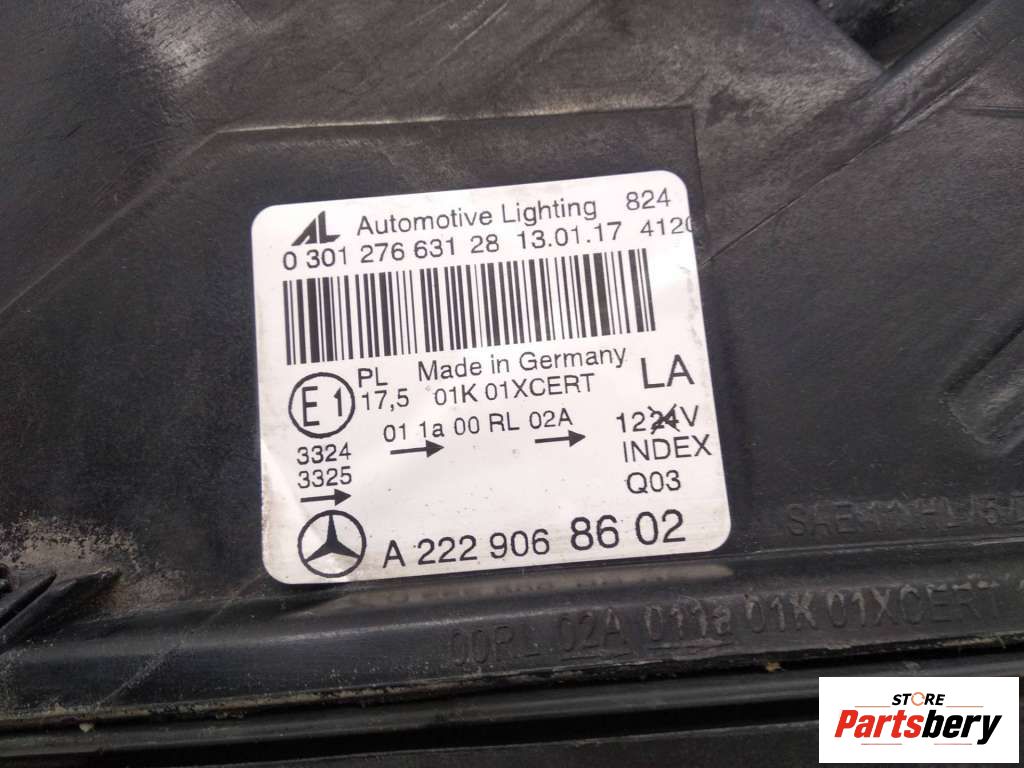 AL Automotive Lighting 824
0 301 276 631 28 13.01.17 4120
Made in Germany
E1 PL 17,5 01K 01XCERT LA
01 1a 00 RL 02A 1224V
3324 INDEX
3325 Q03
A 222 906 8602
00RL 02A 011a 01K 01XCERT
STORE
Partsbery